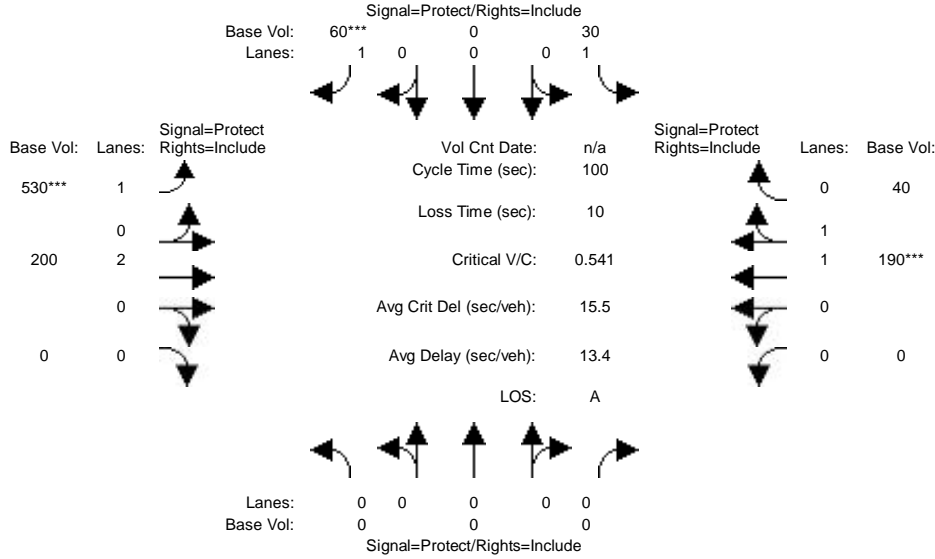 Signal=Protect/Rights=Include
Base Vol: 60*** 0 30
Lanes: 1 0 0 0 1
Signal=Protect Signal=Protect
Base Vol: Lanes: Rights=Include Vol Cnt Date: n/a Rights=Include Lanes: Base Vol:
Cycle Time (sec): 100
530*** 1 0 40
Loss Time (sec): 10
0 1
200 2 Critical V/C: 0.541 1 190***
0 Avg Crit Del (sec/veh): 15.5 0
0 0 Avg Delay (sec/veh): 13.4 0 0
LOS: A
Lanes: 0 0 0 0 0
Base Vol: 0 0 0
Signal=Protect/Rights=Include